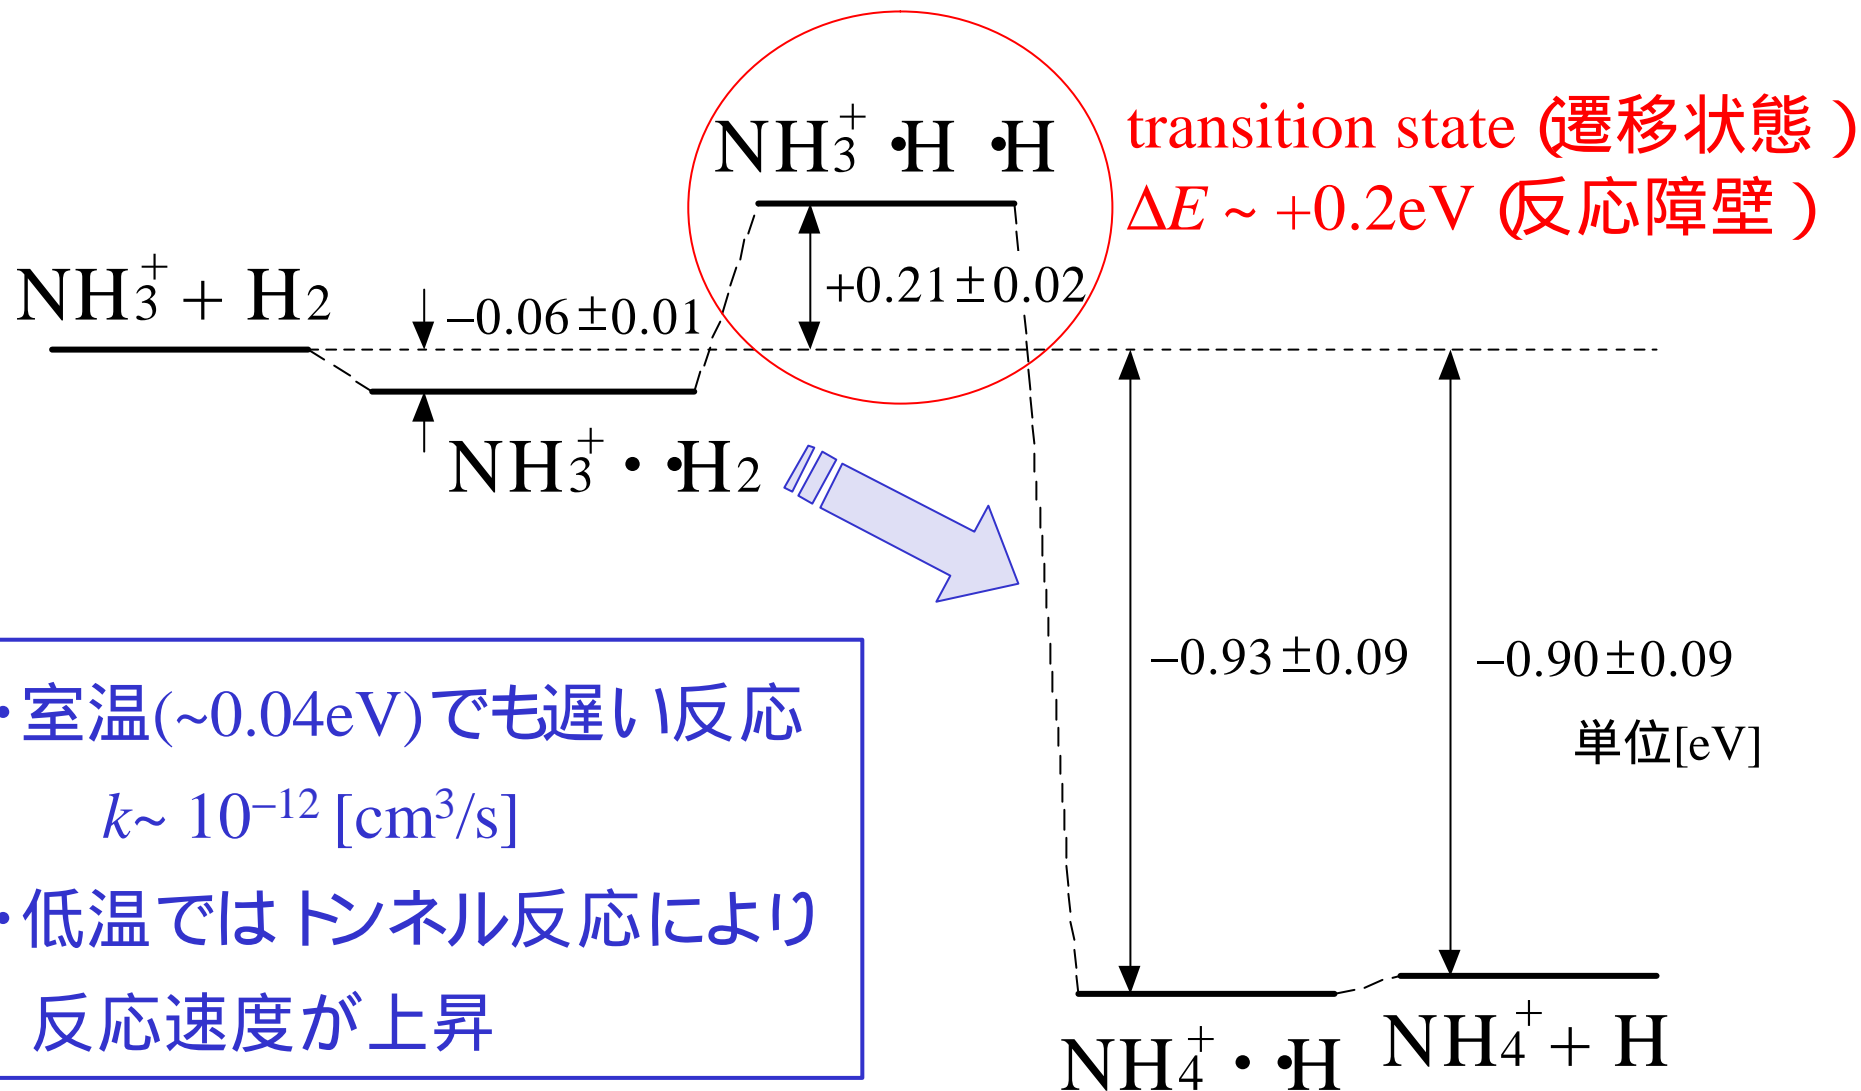 NH₃⁺ ·H ·H
transition state (遷移状態)
ΔE ~ +0.2eV (反応障壁)
NH₃⁺ + H₂
−0.06±0.01
+0.21±0.02
NH₃⁺··H₂
−0.93±0.09
−0.90±0.09
単位[eV]
・室温(~0.04eV)でも遅い反応
k~ 10⁻¹² [cm³/s]
・低温ではトンネル反応により
反応速度が上昇
NH₄⁺··H
NH₄⁺ + H